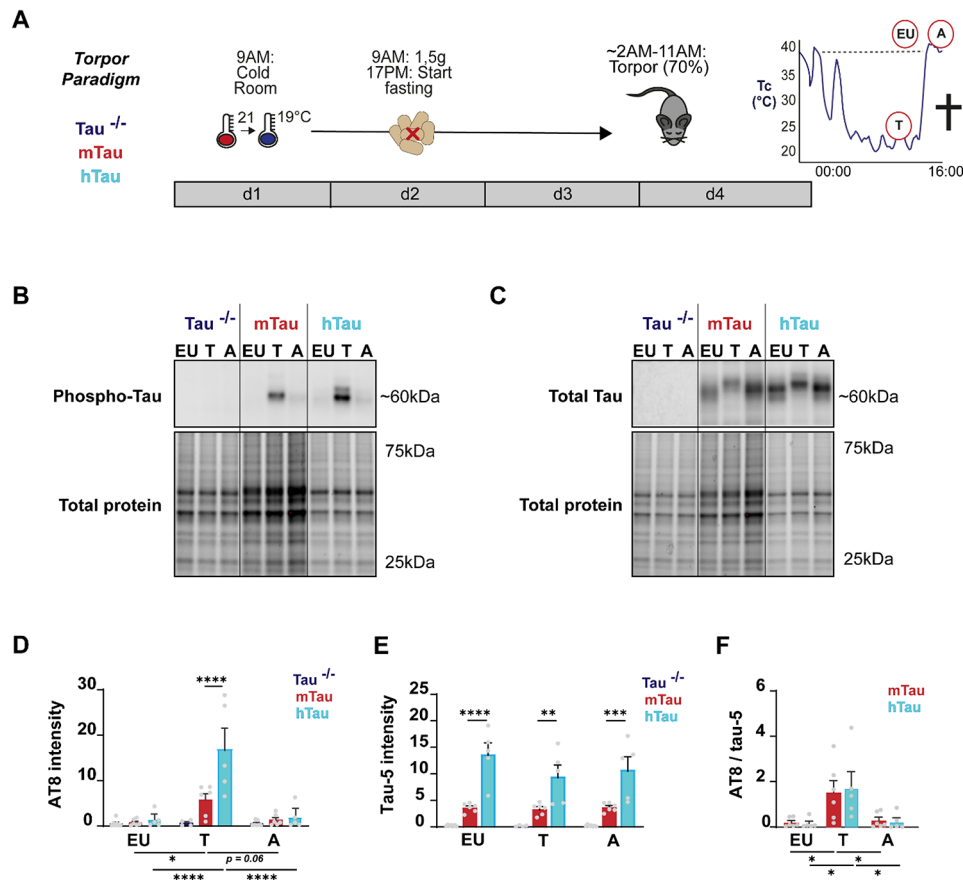 A
Torpor
Paradigm
Tau -/-
mTau
hTau
9AM:
Cold
Room
21
19°C
9AM: 1,5g
17PM: Start
fasting
~2AM-11AM:
Torpor (70%)
EU
A
T
Tc
(°C)
40
35
30
25
20
00:00
16:00
d1
d2
d3
d4
B
Tau -/-
mTau
hTau
EU T A EU T A EU T A
Phospho-Tau
~60kDa
Total protein
75kDa
25kDa
C
Tau -/-
mTau
hTau
EU T A EU T A EU T A
Total Tau
~60kDa
Total protein
75kDa
25kDa
D
AT8 intensity
30
20
10
0
****
Tau -/-
mTau
hTau
EU
T
A
*
p = 0.06
****
****
E
Tau-5 intensity
25
20
15
10
5
0
****
**
***
Tau -/-
mTau
hTau
EU
T
A
F
AT8 / tau-5
6
4
2
0
mTau
hTau
EU
T
A
*
*
*
*